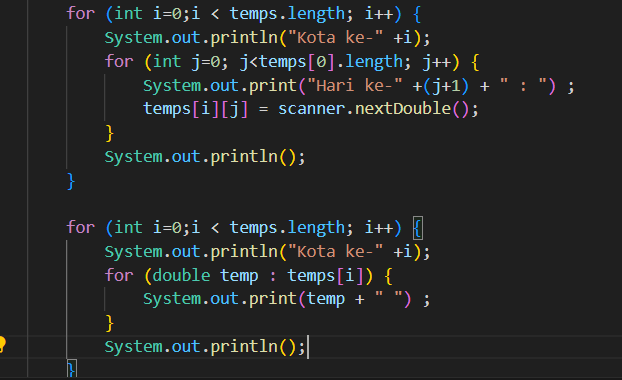 for (int i=0;i < temps.length; i++) {
System.out.println("Kota ke-" +i);
for (int j=0; j<temps[0].length; j++) {
System.out.print("Hari ke-" +(j+1) + " : ") ;
temps[i][j] = scanner.nextDouble();
}
System.out.println();
}
for (int i=0;i < temps.length; i++) {
System.out.println("Kota ke-" +i);
for (double temp : temps[i]) {
System.out.print(temp + " ") ;
}
System.out.println();
}